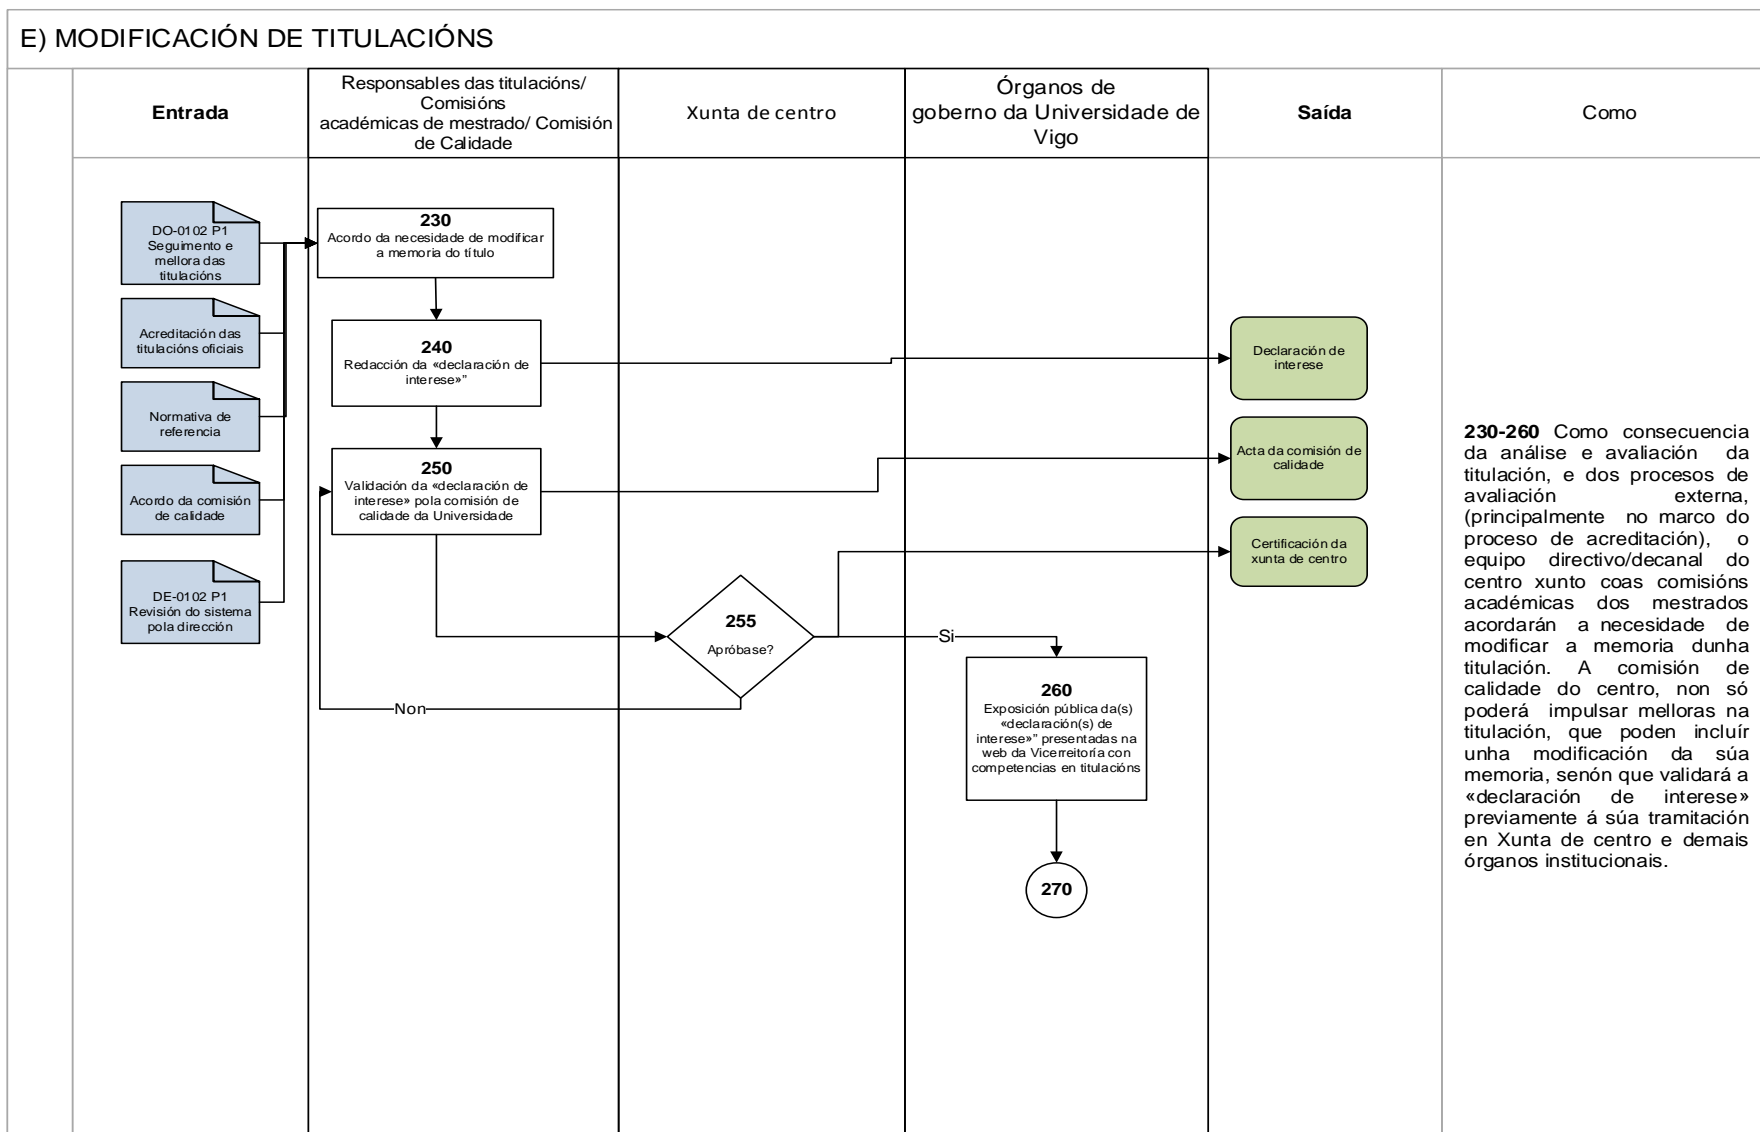 E) MODIFICACIÓN DE TITULACIÓNS
Entrada
Responsables das titulacións/
Comisións
académicas de mestrado/ Comisión
de Calidade
Xunta de centro
Órganos de
goberno da Universidade de
Vigo
Saída
Como
DO-0102 P1
Seguimento e
mellora das
titulacións
Acreditación das
titulacións oficiais
Normativa de
referencia
Acordo da comisión
de calidade
DE-0102 P1
Revisión do sistema
pola dirección
230
Acordo da necesidade de modificar
a memoria do título
240
Redacción da «declaración de
interese»”
250
Validación da «declaración de
interese» pola comisión de
calidade da Universidade
255
Apróbase?
Non
Si
260
Exposición pública da(s)
«declaración(s) de
interese»” presentadas na
web da Vicerreitoría con
competencias en titulacións
270
Declaración de
interese
Acta da comisión de
calidade
Certificación da
xunta de centro
230-260 Como consecuencia
da análise e avaliación da
titulación, e dos procesos de
avaliación externa,
(principalmente no marco do
proceso de acreditación), o
equipo directivo/decanal do
centro xunto coas comisións
académicas dos mestrados
acordarán a necesidade de
modificar a memoria dunha
titulación. A comisión de
calidade do centro, non só
poderá impulsar melloras na
titulación, que poden incluír
unha modificación da súa
memoria, senón que validará a
«declaración de interese»
previamente á súa tramitación
en Xunta de centro e demais
órganos institucionais.